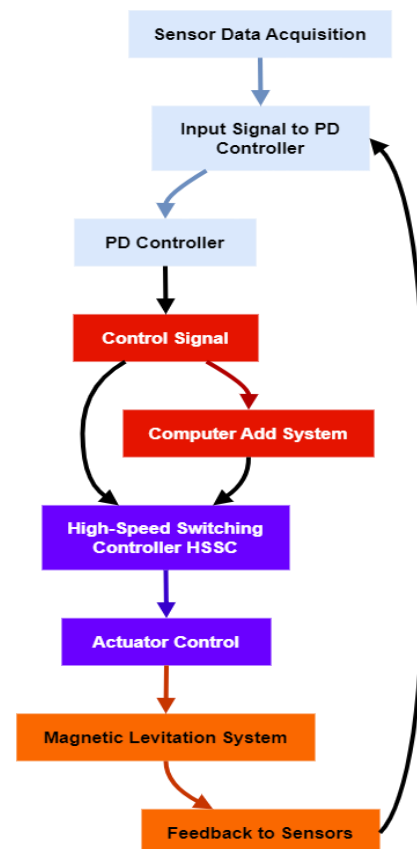 Sensor Data Acquisition
Input Signal to PD
Controller
PD Controller
Control Signal
Computer Add System
High-Speed Switching
Controller HSSC
Actuator Control
Magnetic Levitation System
Feedback to Sensors